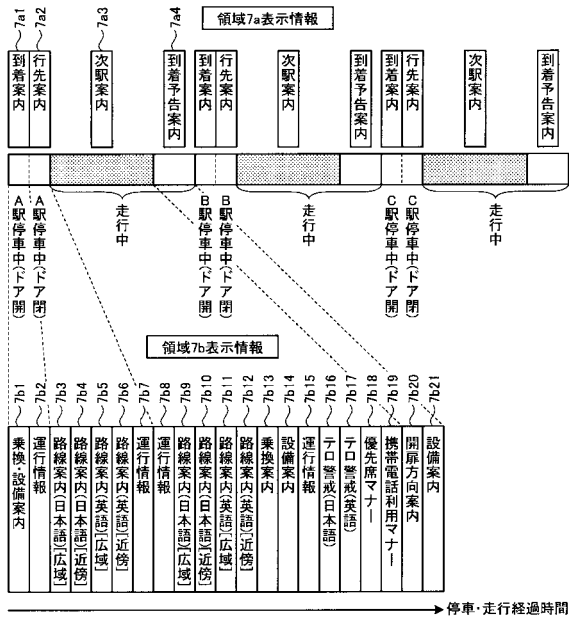 領域7a表示情報
7a1
7a2
7a3
7a4
到着案内
行先案内
次駅案内
到着予告案内
到着案内
行先案内
次駅案内
到着予告案内
到着案内
行先案内
次駅案内
到着予告案内
A駅停車中(ドア開)
A駅停車中(ドア閉)
走行中
B駅停車中(ドア開)
B駅停車中(ドア閉)
走行中
C駅停車中(ドア開)
C駅停車中(ドア閉)
走行中
領域7b表示情報
7b1
7b2
7b3
7b4
7b5
7b6
7b7
7b8
7b9
7b10
7b11
7b12
7b13
7b14
7b15
7b16
7b17
7b18
7b19
7b20
7b21
乗換・設備案内
運行情報
路線案内(日本語)[広域]
路線案内(日本語)[近傍]
路線案内(英語)[広域]
路線案内(英語)[近傍]
運行情報
運行情報
路線案内(日本語)[広域]
路線案内(日本語)[近傍]
路線案内(英語)[広域]
路線案内(英語)[近傍]
乗換案内
設備案内
運行情報
テロ警戒(日本語)
テロ警戒(英語)
優先席マナー
携帯電話利用マナー
開扉方向案内
設備案内
停車・走行経過時間